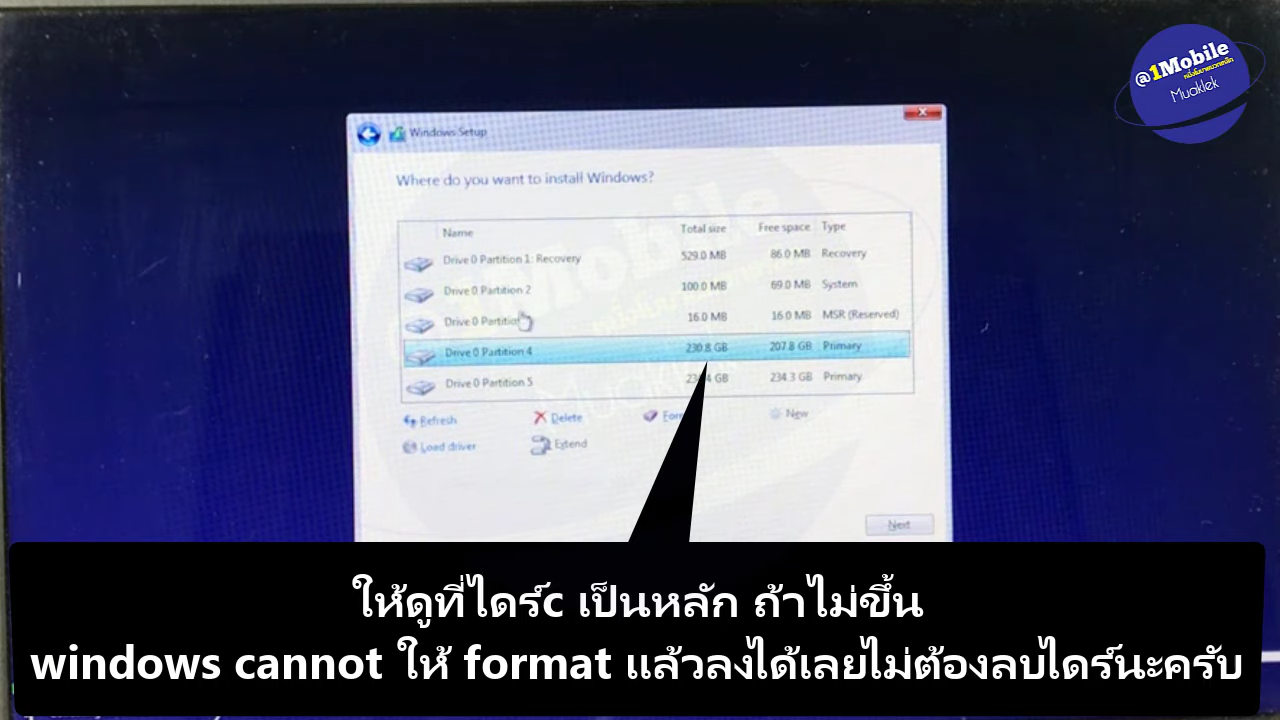 @1Mobile
Muaklek
Windows Setup
Where do you want to install Windows?
Name Total size Free space Type
Drive 0 Partition 1: Recovery 529.0 MB 86.0 MB Recovery
Drive 0 Partition 2 100.0 MB 69.0 MB System
Drive 0 Partitio 16.0 MB 16.0 MB MSR (Reserved)
Drive 0 Partition 4 230.8 GB 207.8 GB Primary
Drive 0 Partition 5 GB 234.3 GB Primary
Refresh Delete For New
Load driver Extend
Next
ให้ดูที่ไดร์c เป็นหลัก ถ้าไม่ขึ้น
windows cannot ให้ format แล้วลงได้เลยไม่ต้องลบไดร์นะครับ